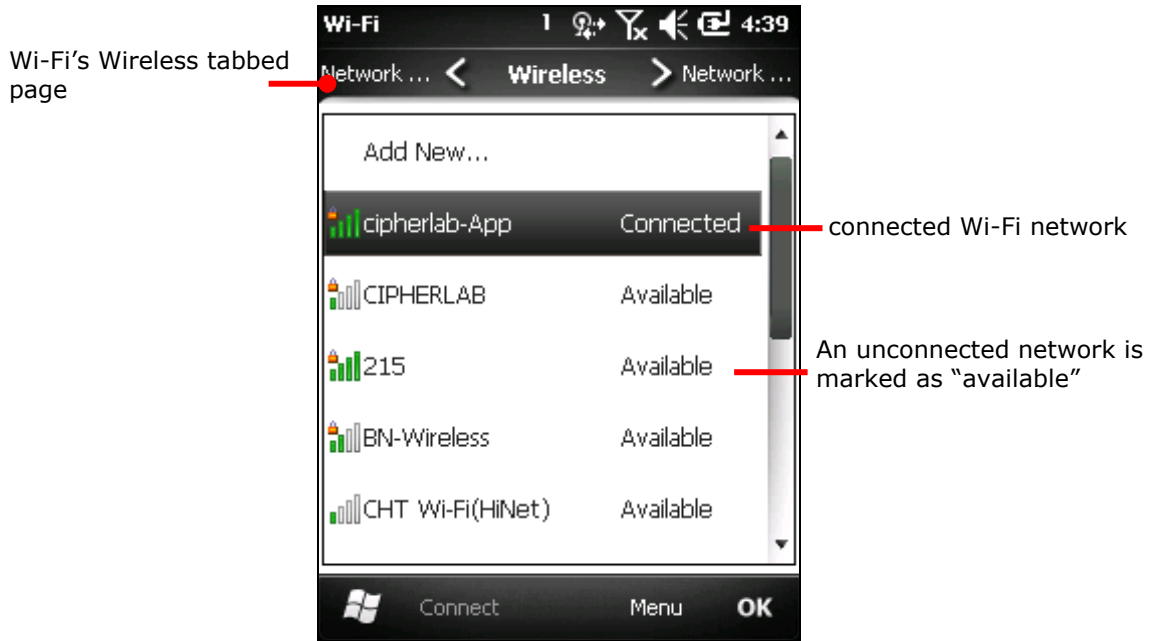 Wi-Fi 1 4:39
Wi-Fi's Wireless tabbed
page
Network ... Wireless Network ...
Add New...
cipherlab-App Connected
connected Wi-Fi network
CIPHERLAB Available
215 Available
An unconnected network is
marked as “available”
BN-Wireless Available
CHT Wi-Fi(HiNet) Available
Connect Menu OK